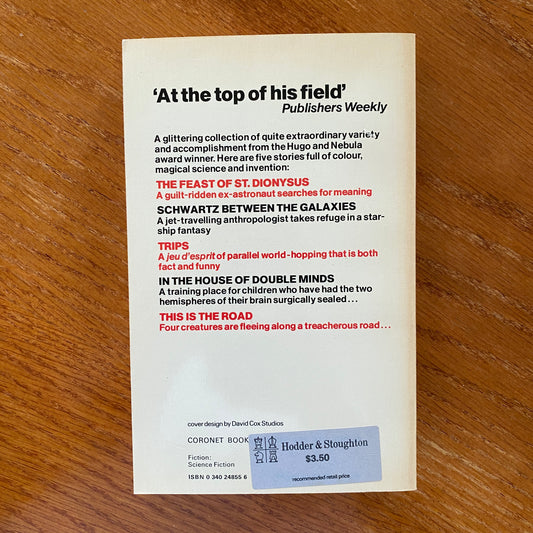 ‘At the top of his field’
Publishers Weekly
A glittering collection of quite extraordinary variety
and accomplishment from the Hugo and Nebula
award winner. Here are five stories full of colour,
magical science and invention:
THE FEAST OF ST. DIONYSUS
A guilt-ridden ex-astronaut searches for meaning
SCHWARTZ BETWEEN THE GALAXIES
A jet-travelling anthropologist takes refuge in a star-
ship fantasy
TRIPS
A jeu d'esprit of parallel world-hopping that is both
fact and funny
IN THE HOUSE OF DOUBLE MINDS
A training place for children who have had the two
hemispheres of their brain surgically sealed...
THIS IS THE ROAD
Four creatures are fleeing along a treacherous road...
cover design by David Cox Studios
CORONET BOOK
Hodder & Stoughton
$3.50
recommended retail price
Fiction:
Science Fiction
ISBN 0 340 24855 6